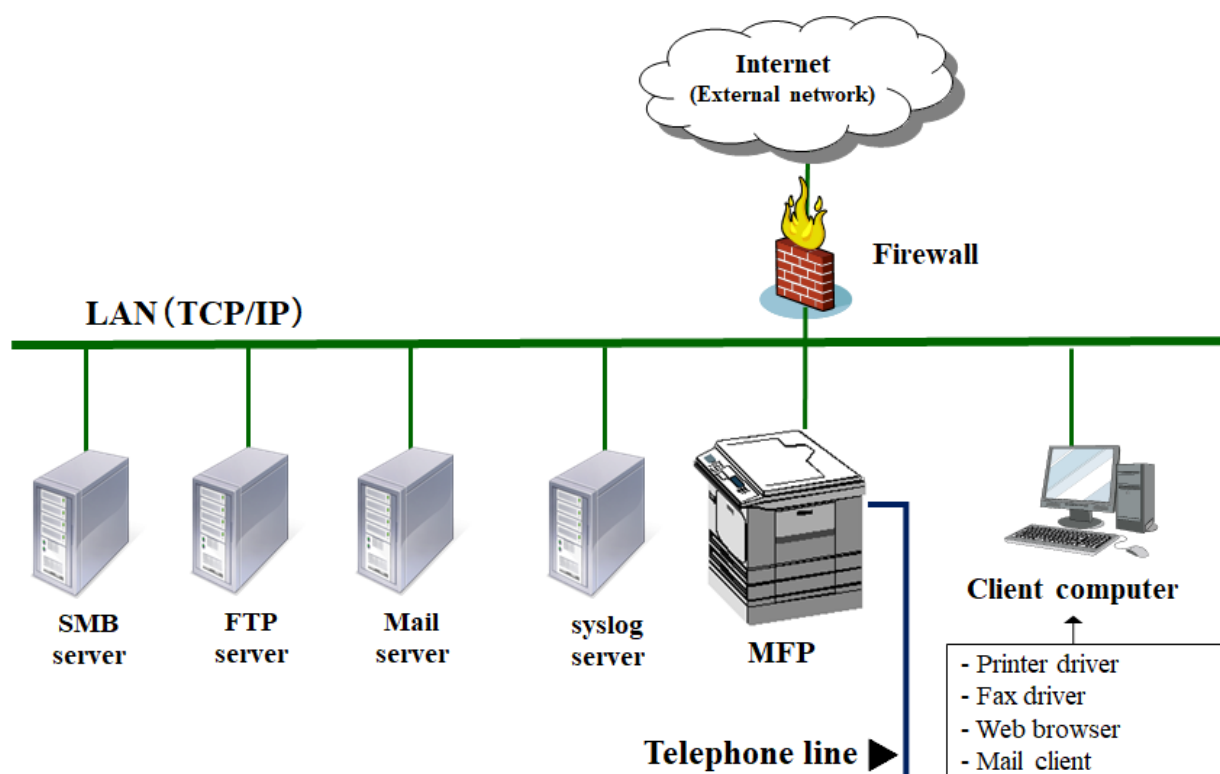 Internet
(External network)
Firewall
LAN（TCP/IP）
SMB
server
FTP
server
Mail
server
syslog
server
MFP
Client computer
- Printer driver
- Fax driver
- Web browser
- Mail client
Telephone line